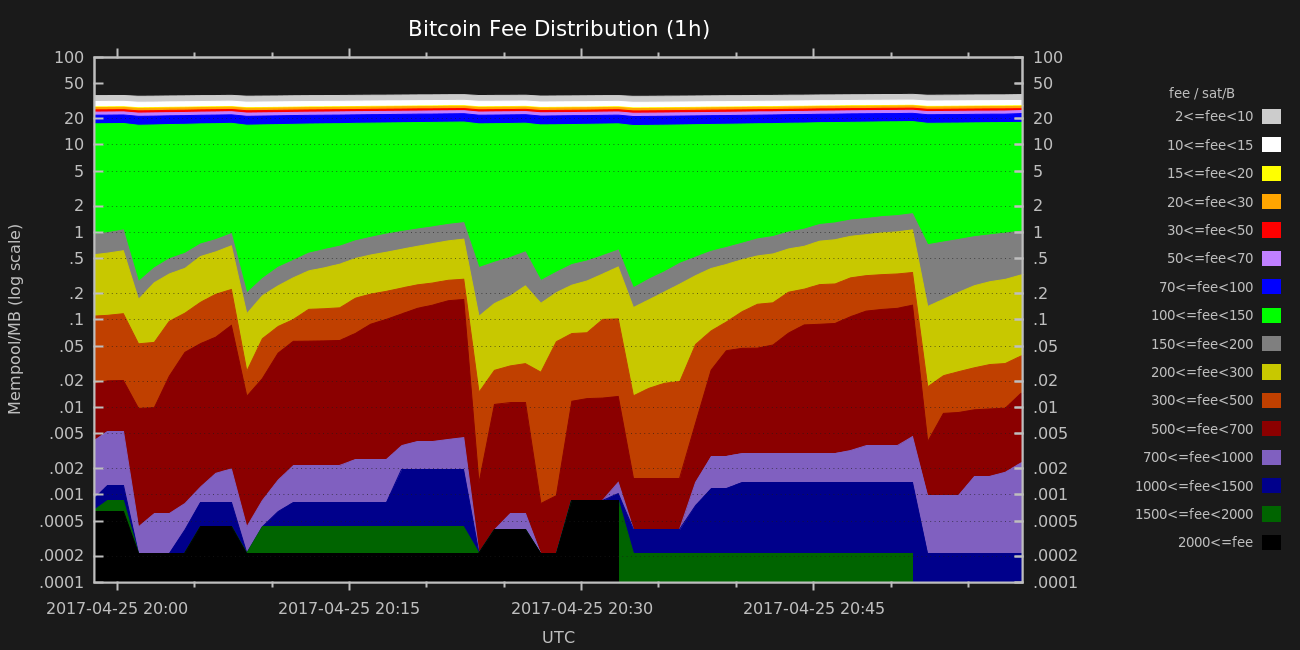 Bitcoin Fee Distribution (1h)
100 100
50 50
20 20
10 10
5 5
2 2
1 1
.5 .5
.2 .2
.1 .1
.05 .05
.02 .02
.01 .01
.005 .005
.002 .002
.001 .001
.0005 .0005
.0002 .0002
.0001 .0001
Mempool/MB (log scale)
2017-04-25 20:00 2017-04-25 20:15 2017-04-25 20:30 2017-04-25 20:45
UTC
fee / sat/B
2<=fee<10
10<=fee<15
15<=fee<20
20<=fee<30
30<=fee<50
50<=fee<70
70<=fee<100
100<=fee<150
150<=fee<200
200<=fee<300
300<=fee<500
500<=fee<700
700<=fee<1000
1000<=fee<1500
1500<=fee<2000
2000<=fee